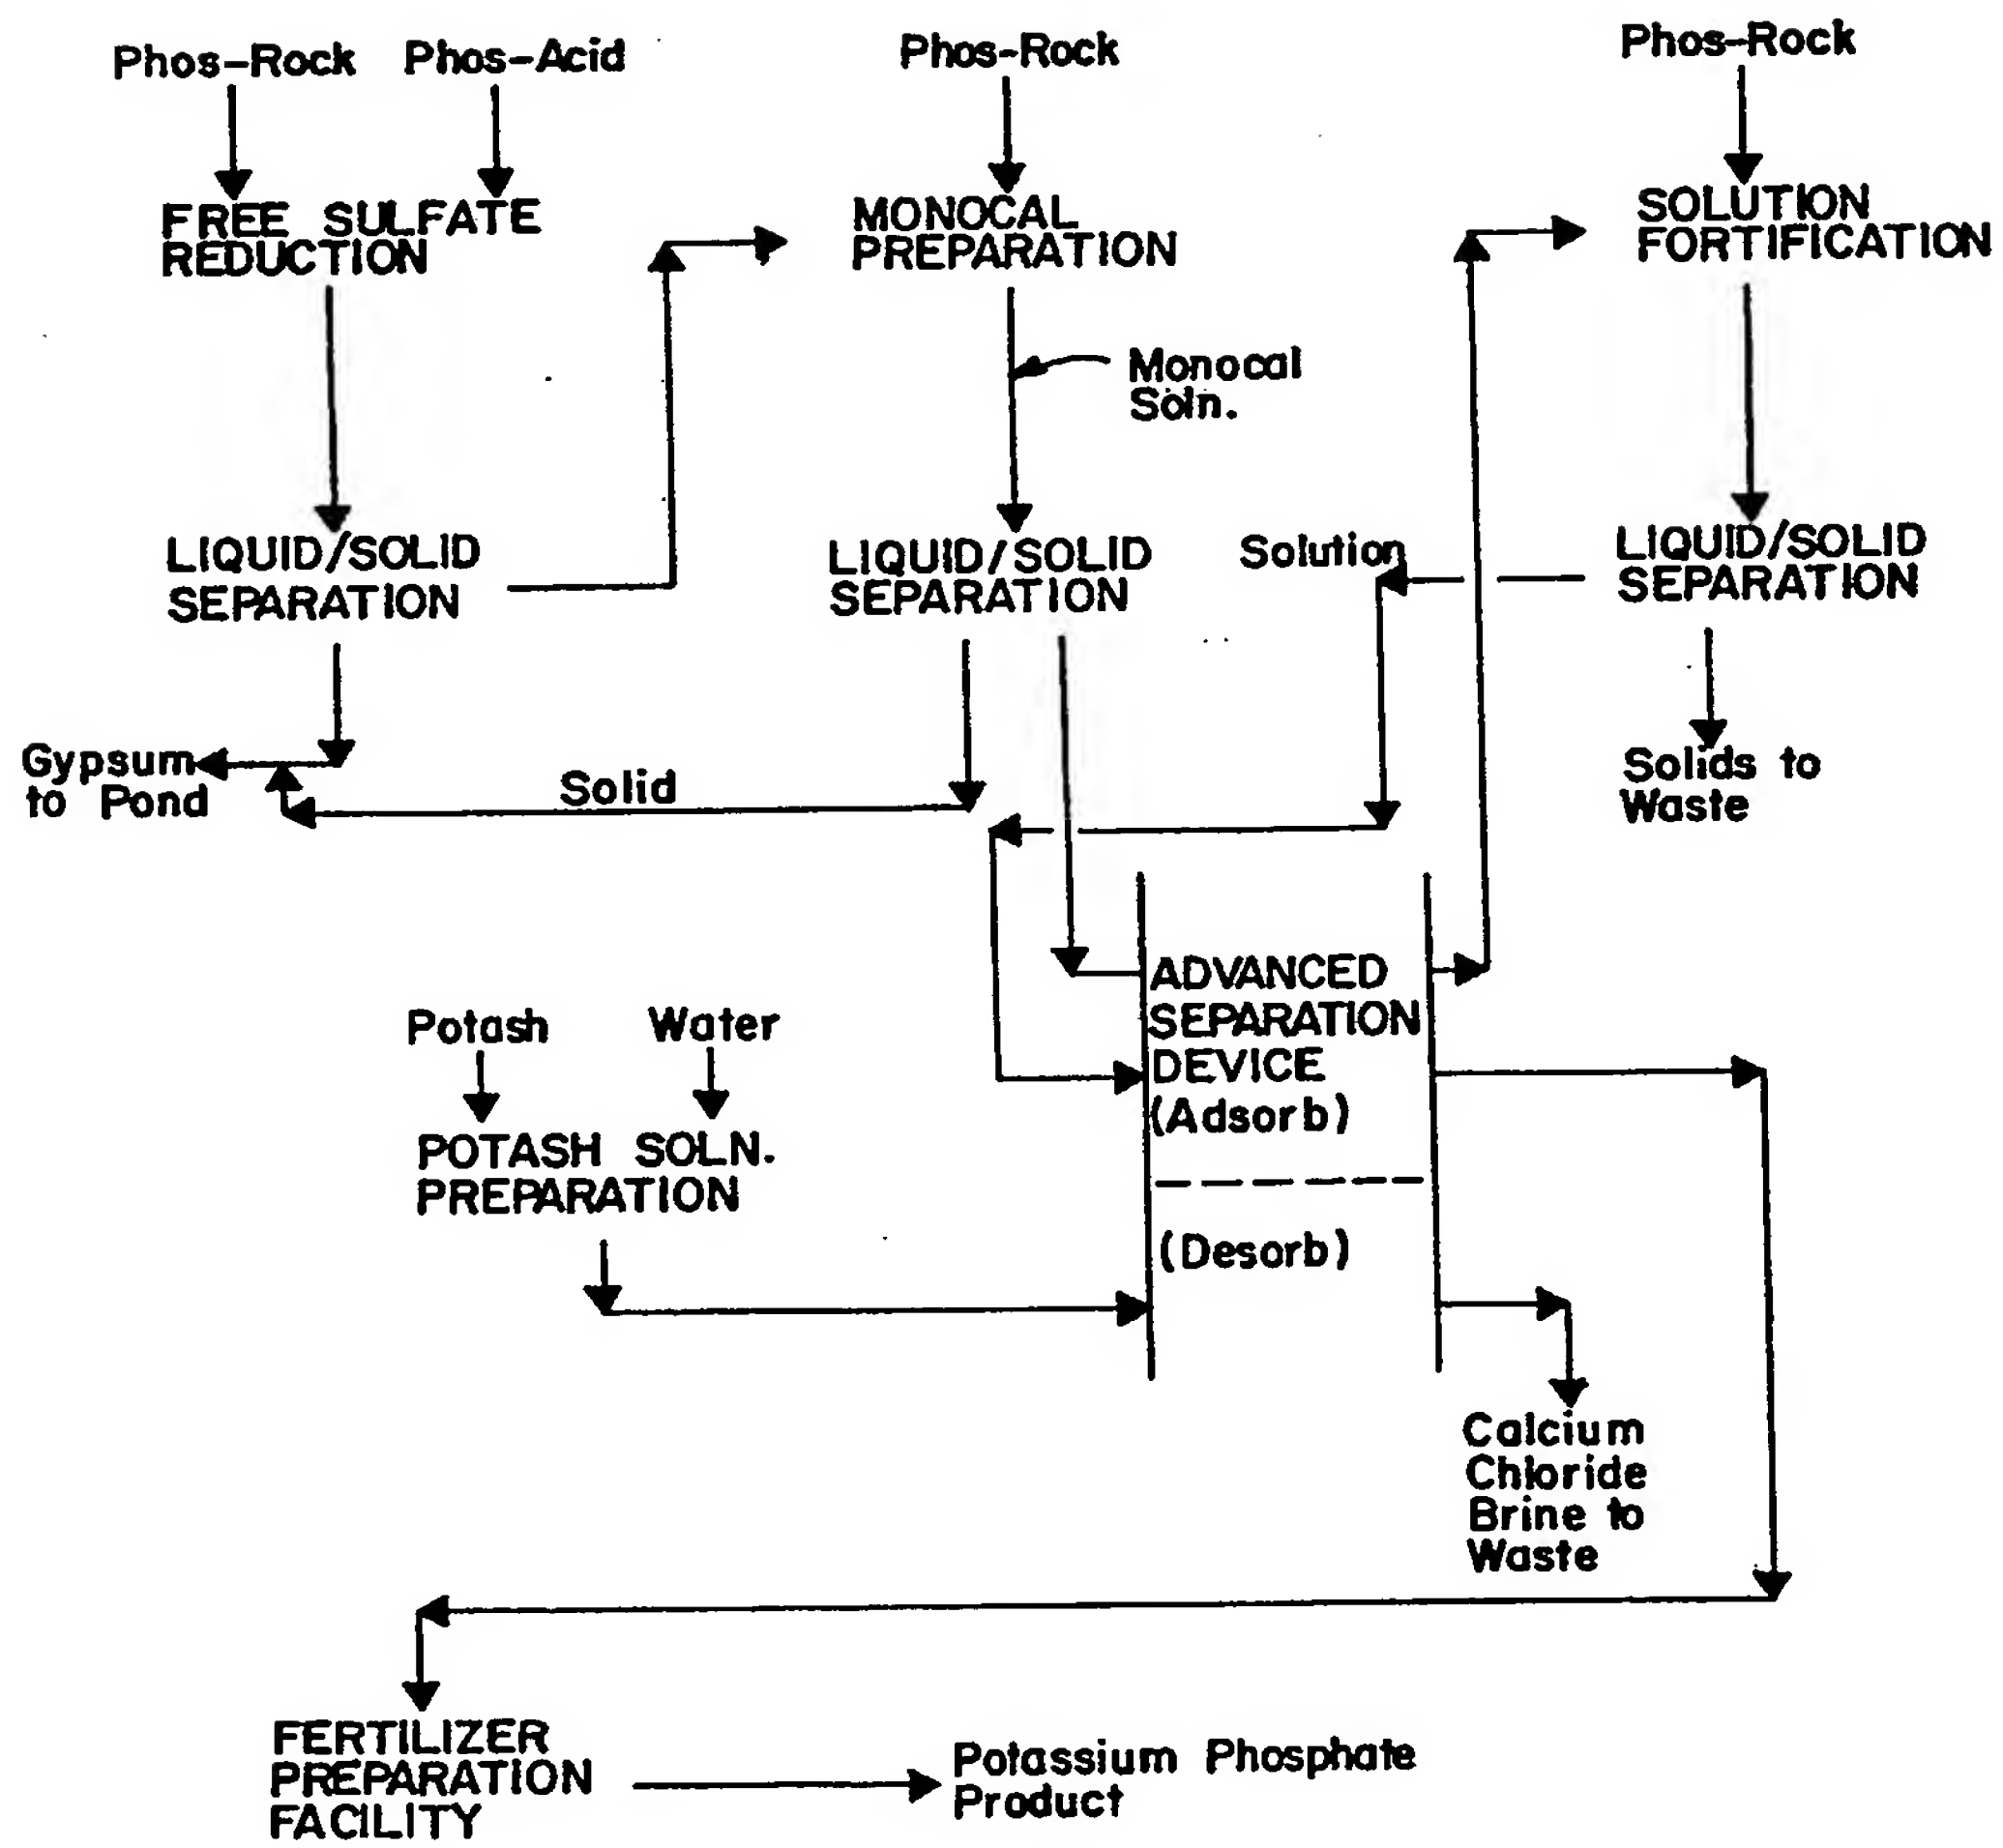 Phos-Rock
Phos-Acid
Phos-Rock
Phos-Rock
FREE SULFATE
REDUCTION
MONOCAL
PREPARATION
SOLUTION
FORTIFICATION
Monocal
Soln.
LIQUID/SOLID
SEPARATION
LIQUID/SOLID
SEPARATION
Solution
LIQUID/SOLID
SEPARATION
Gypsum
to Pond
Solid
Solids to
Waste
ADVANCED
SEPARATION
DEVICE
(Adsorb)
Potash
Water
POTASH SOLN.
PREPARATION
(Desorb)
Calcium
Chloride
Brine to
Waste
FERTILIZER
PREPARATION
FACILITY
Potassium Phosphate
Product